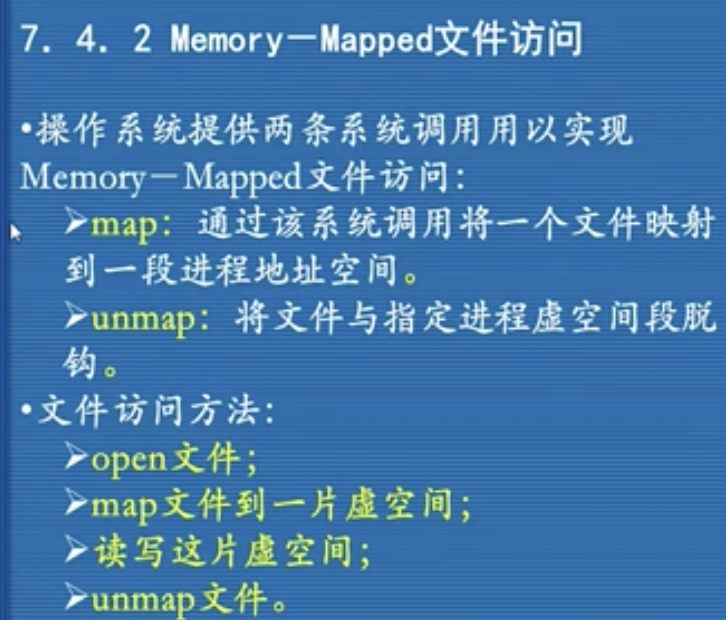 7. 4. 2 Memory－Mapped文件访问
•操作系统提供两条系统调用用以实现
Memory－Mapped文件访问：
➢map：通过该系统调用将一个文件映射
到一段进程地址空间。
➢unmap：将文件与指定进程虚空间段脱
钩。
•文件访问方法：
➢open文件；
➢map文件到一片虚空间；
➢读写这片虚空间；
➢unmap文件。